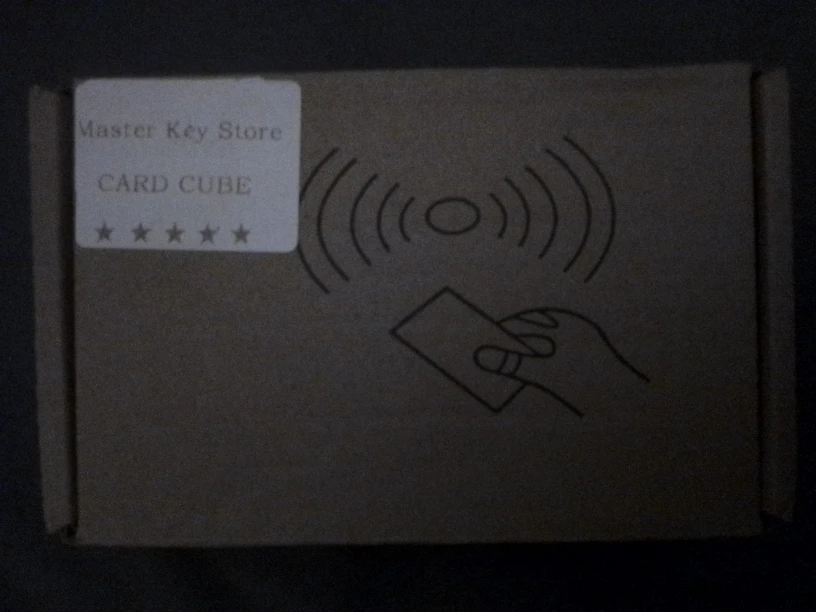 Master Key Store
CARD CUBE
★ ★ ★ ★ ★